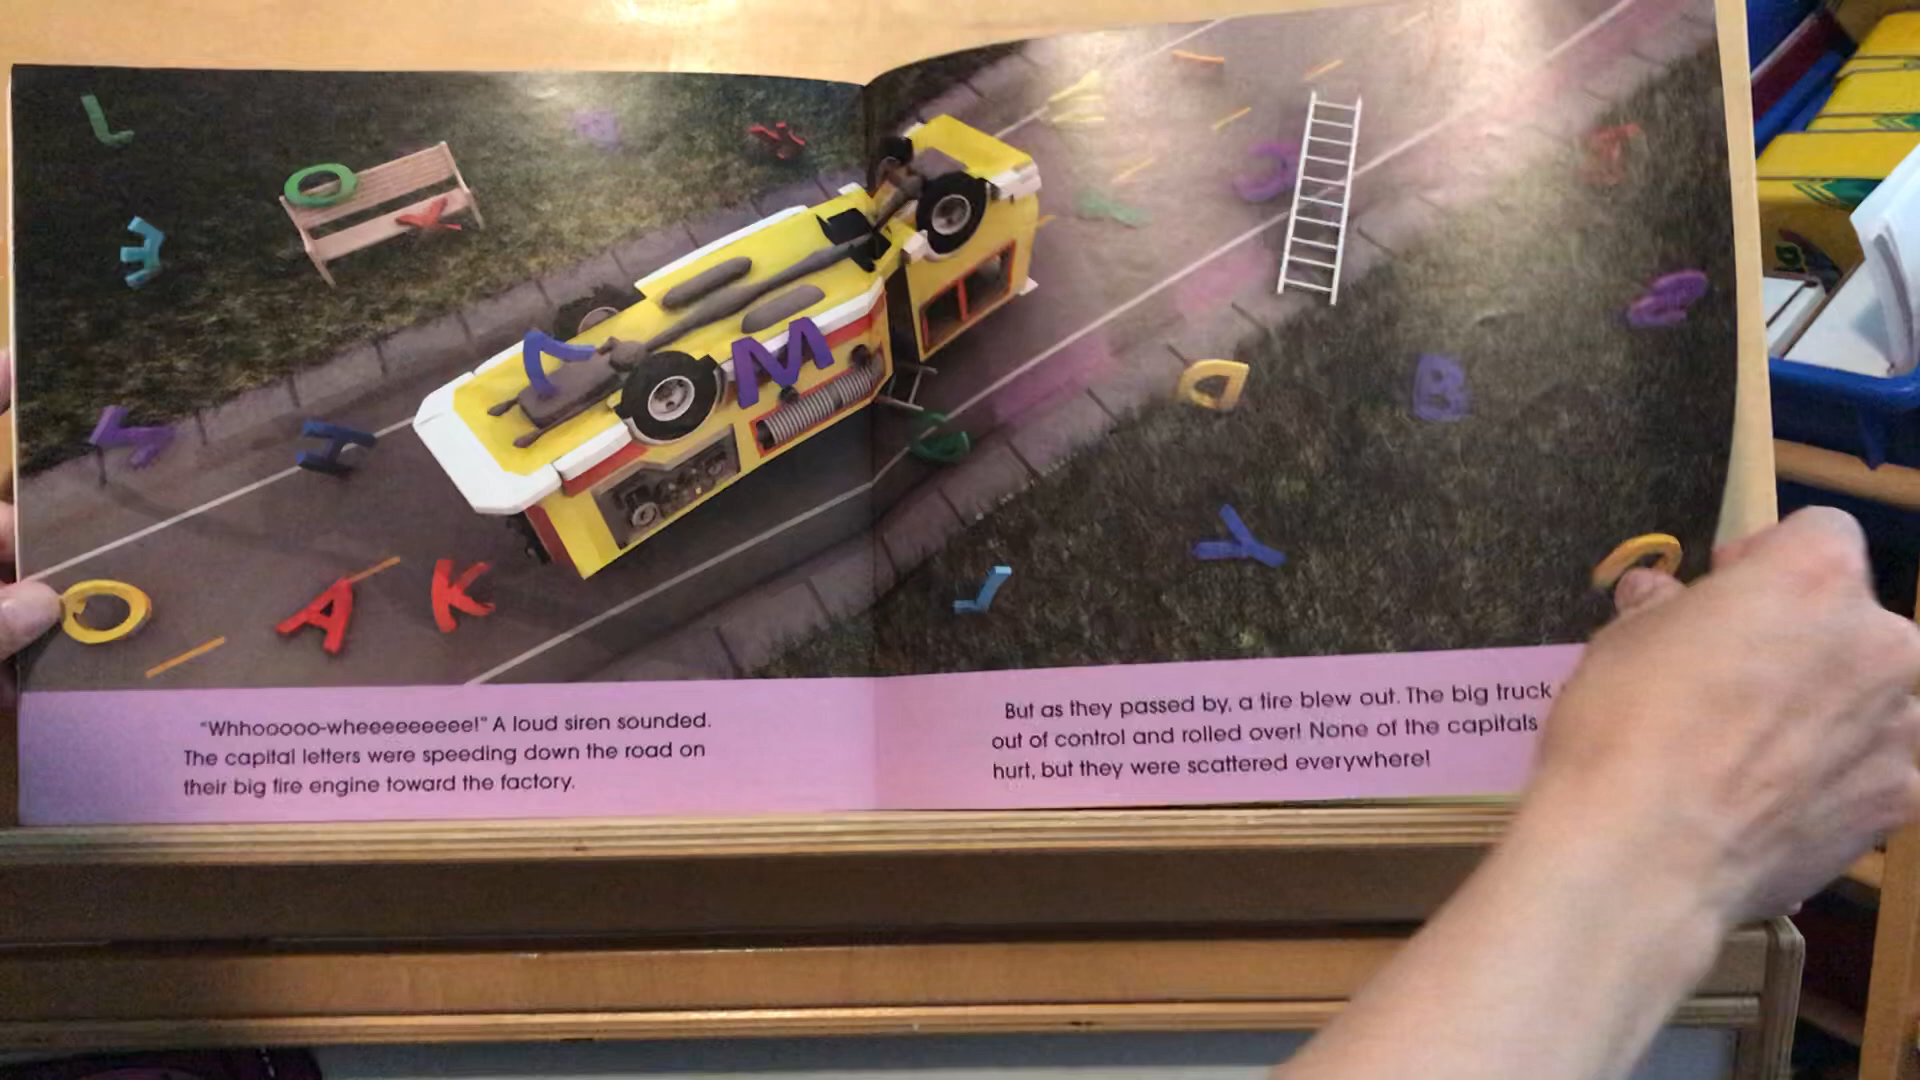 "Whhooooo-wheeeeeeeee!" A loud siren sounded.
The capital letters were speeding down the road on
their big fire engine toward the factory.
But as they passed by, a tire blew out. The big truck
out of control and rolled over! None of the capitals
hurt, but they were scattered everywhere!